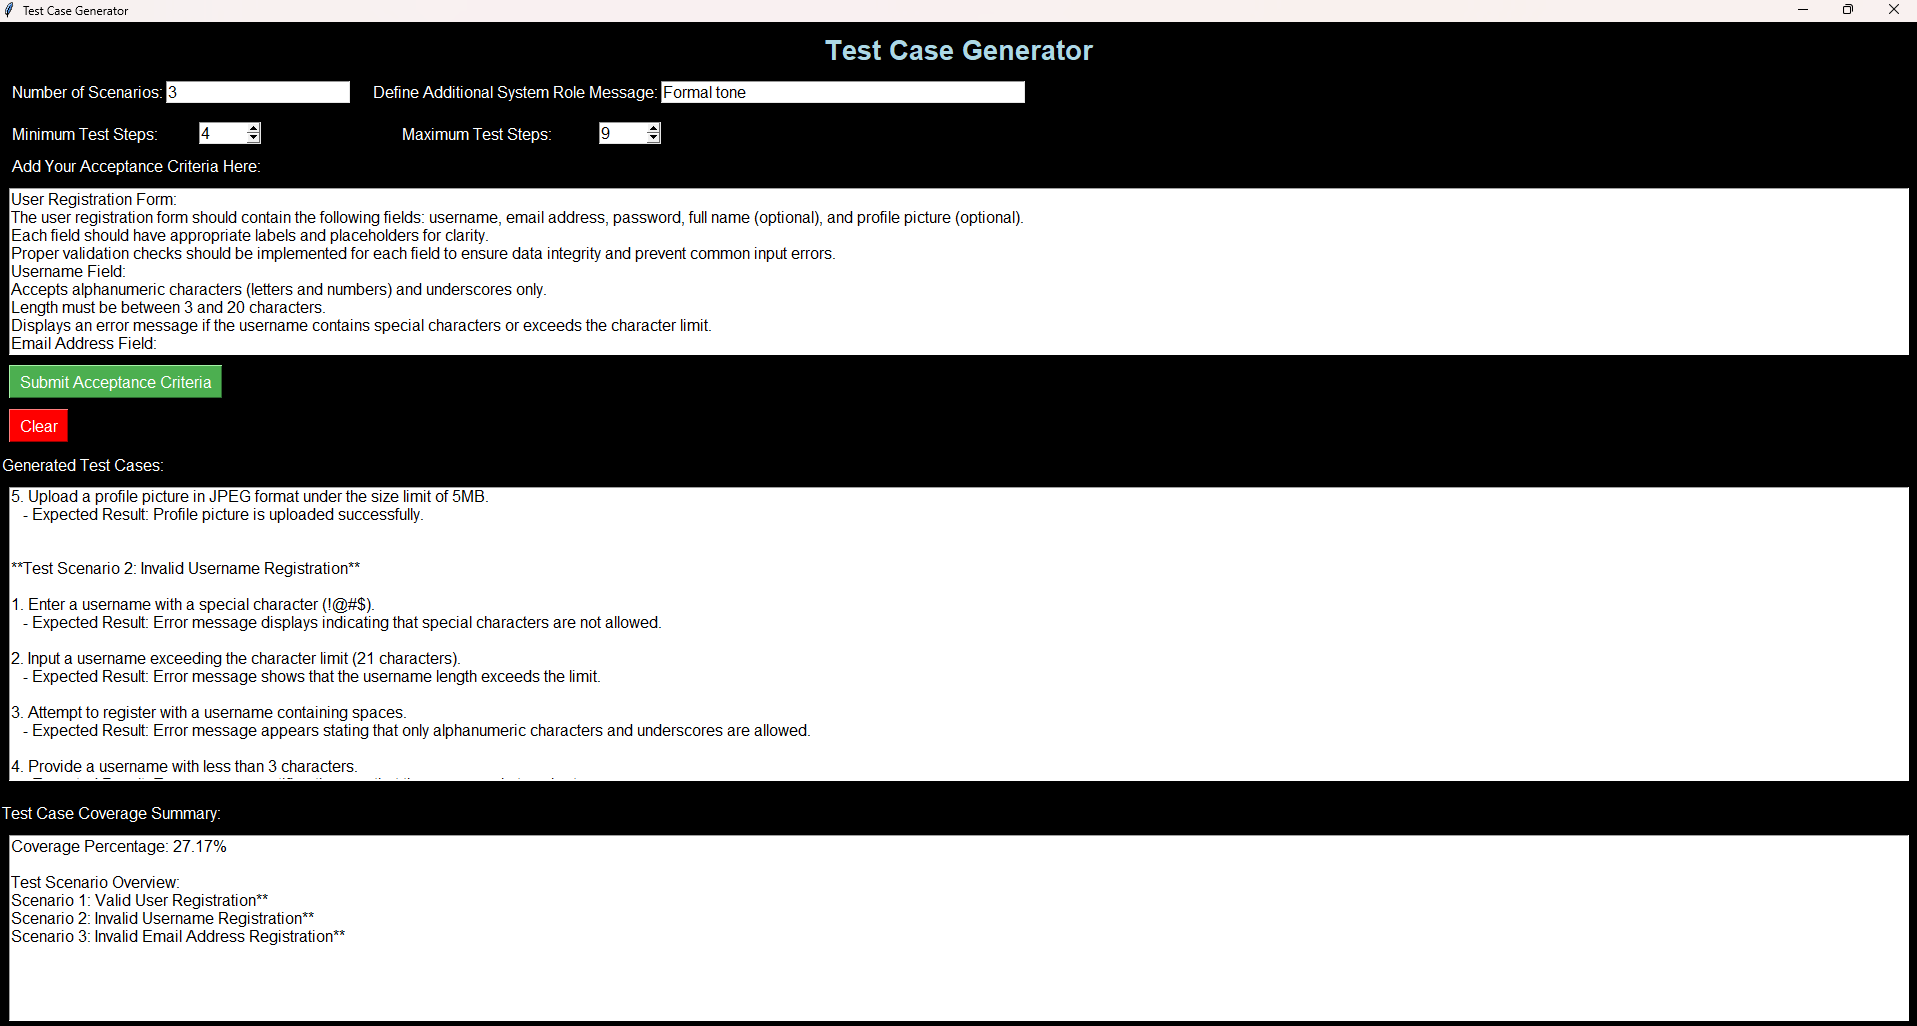 Test Case Generator
Test Case Generator
Number of Scenarios: 3 Define Additional System Role Message: Formal tone
Minimum Test Steps: 4 Maximum Test Steps: 9
Add Your Acceptance Criteria Here:
User Registration Form:
The user registration form should contain the following fields: username, email address, password, full name (optional), and profile picture (optional).
Each field should have appropriate labels and placeholders for clarity.
Proper validation checks should be implemented for each field to ensure data integrity and prevent common input errors.
Username Field:
Accepts alphanumeric characters (letters and numbers) and underscores only.
Length must be between 3 and 20 characters.
Displays an error message if the username contains special characters or exceeds the character limit.
Email Address Field:
Submit Acceptance Criteria
Clear
Generated Test Cases:
5. Upload a profile picture in JPEG format under the size limit of 5MB.
- Expected Result: Profile picture is uploaded successfully.
**Test Scenario 2: Invalid Username Registration**
1. Enter a username with a special character (!@#$).
- Expected Result: Error message displays indicating that special characters are not allowed.
2. Input a username exceeding the character limit (21 characters).
- Expected Result: Error message shows that the username length exceeds the limit.
3. Attempt to register with a username containing spaces.
- Expected Result: Error message appears stating that only alphanumeric characters and underscores are allowed.
4. Provide a username with less than 3 characters.
Test Case Coverage Summary:
Coverage Percentage: 27.17%
Test Scenario Overview:
Scenario 1: Valid User Registration**
Scenario 2: Invalid Username Registration**
Scenario 3: Invalid Email Address Registration**